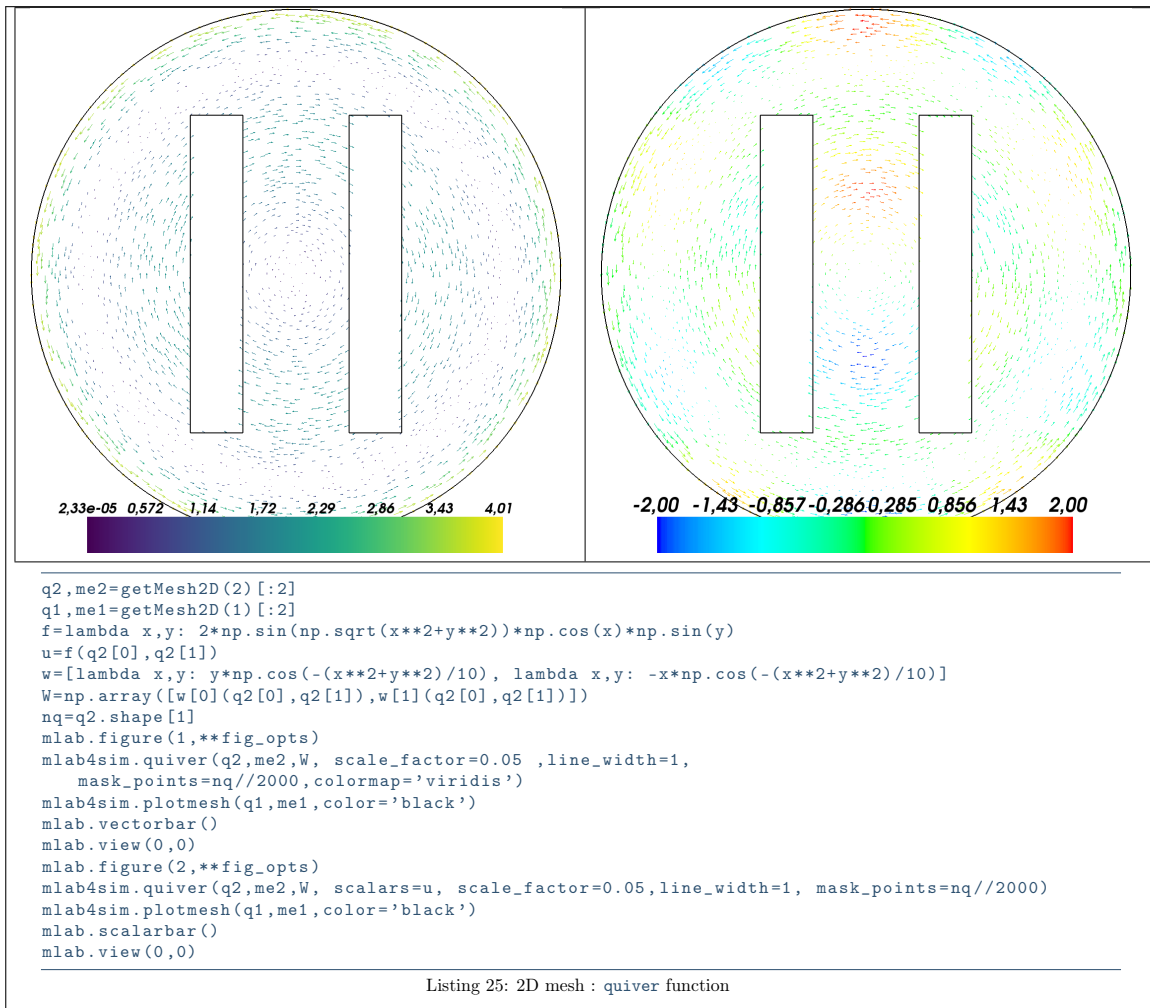 2,33e-05 0,572 1,14 1,72 2,29 2,86 3,43 4,01
-2,00 -1,43 -0,857 -0,286 0,285 0,856 1,43 2,00
q2,me2=getMesh2D(2)[:2]
q1,me1=getMesh2D(1)[:2]
f=lambda x,y: 2*np.sin(np.sqrt(x**2+y**2))*np.cos(x)*np.sin(y)
u=f(q2[0],q2[1])
w=[lambda x,y: y*np.cos(-(x**2+y**2)/10), lambda x,y: -x*np.cos(-(x**2+y**2)/10)]
W=np.array([w[0](q2[0],q2[1]),w[1](q2[0],q2[1])])
nq=q2.shape[1]
mlab.figure(1,**fig_opts)
mlab4sim.quiver(q2,me2,W, scale_factor=0.05 ,line_width=1,
mask_points=nq//2000,colormap='viridis')
mlab4sim.plotmesh(q1,me1,color='black')
mlab.vectorbar()
mlab.view(0,0)
mlab.figure(2,**fig_opts)
mlab4sim.quiver(q2,me2,W, scalars=u, scale_factor=0.05,line_width=1, mask_points=nq//2000)
mlab4sim.plotmesh(q1,me1,color='black')
mlab.scalarbar()
mlab.view(0,0)
Listing 25: 2D mesh : quiver function